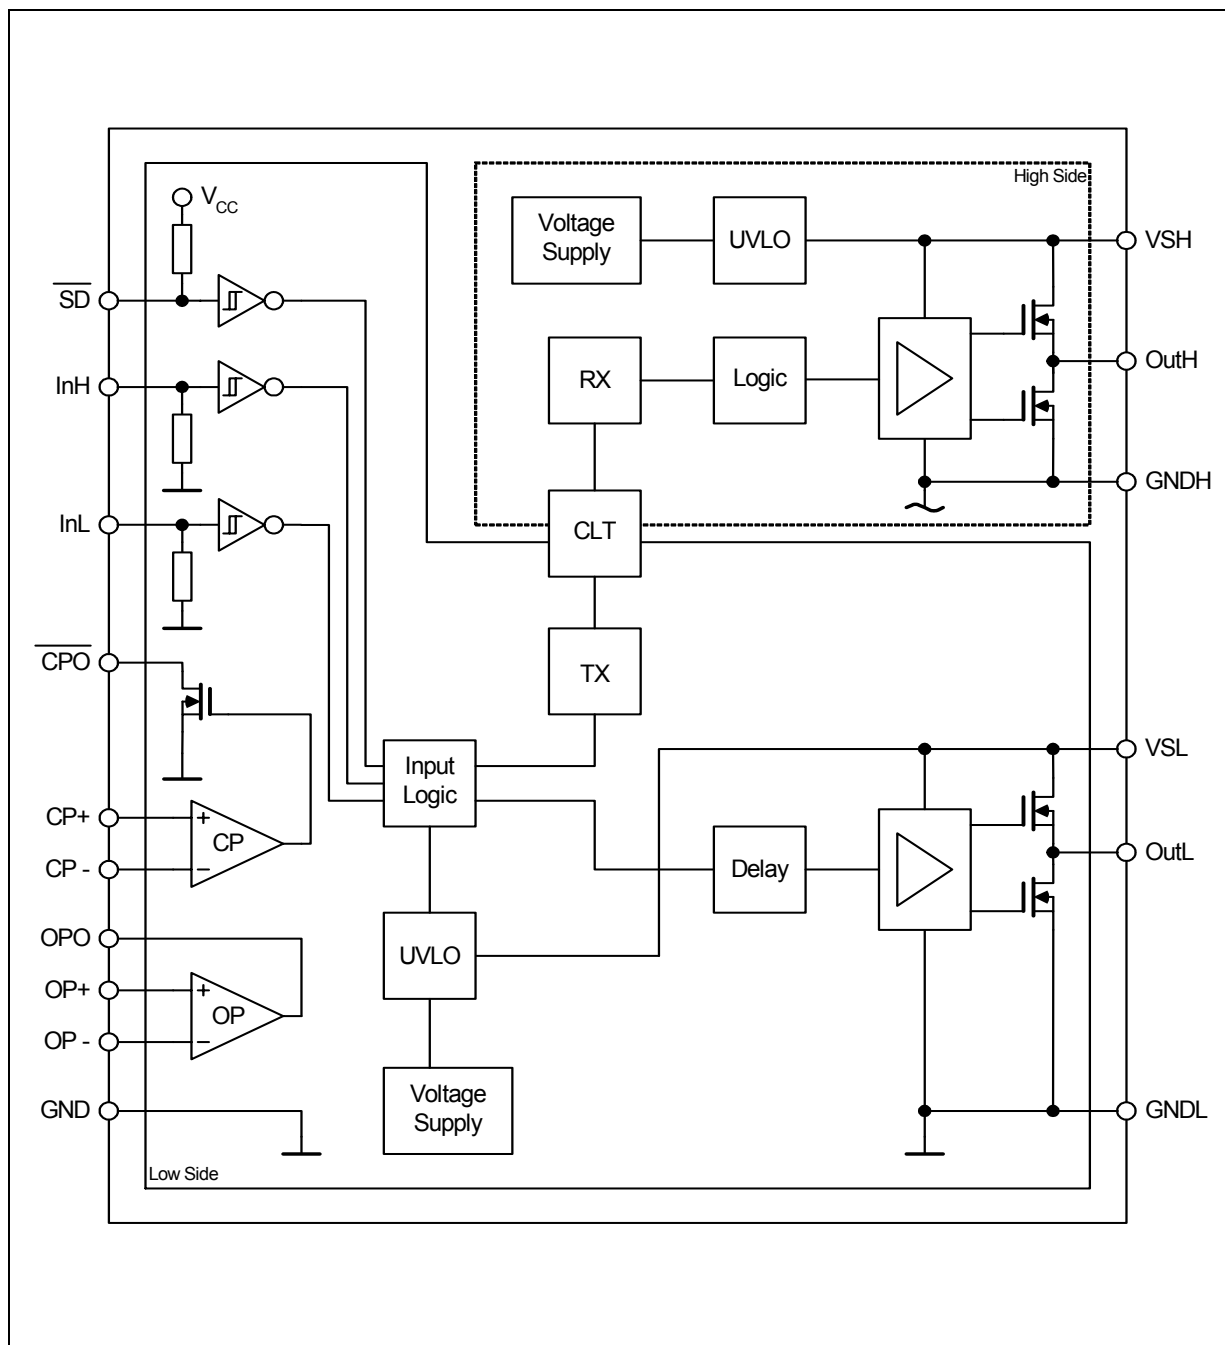 High Side
V_CC
Voltage
Supply
UVLO
VSH
SD
RX
Logic
OutH
InH
GNDH
InL
CLT
CPO
TX
VSL
Input
Logic
CP+
+
CP
CP -
−
Delay
OutL
OPO
UVLO
OP+
+
OP
OP -
−
Voltage
Supply
GND
GNDL
Low Side